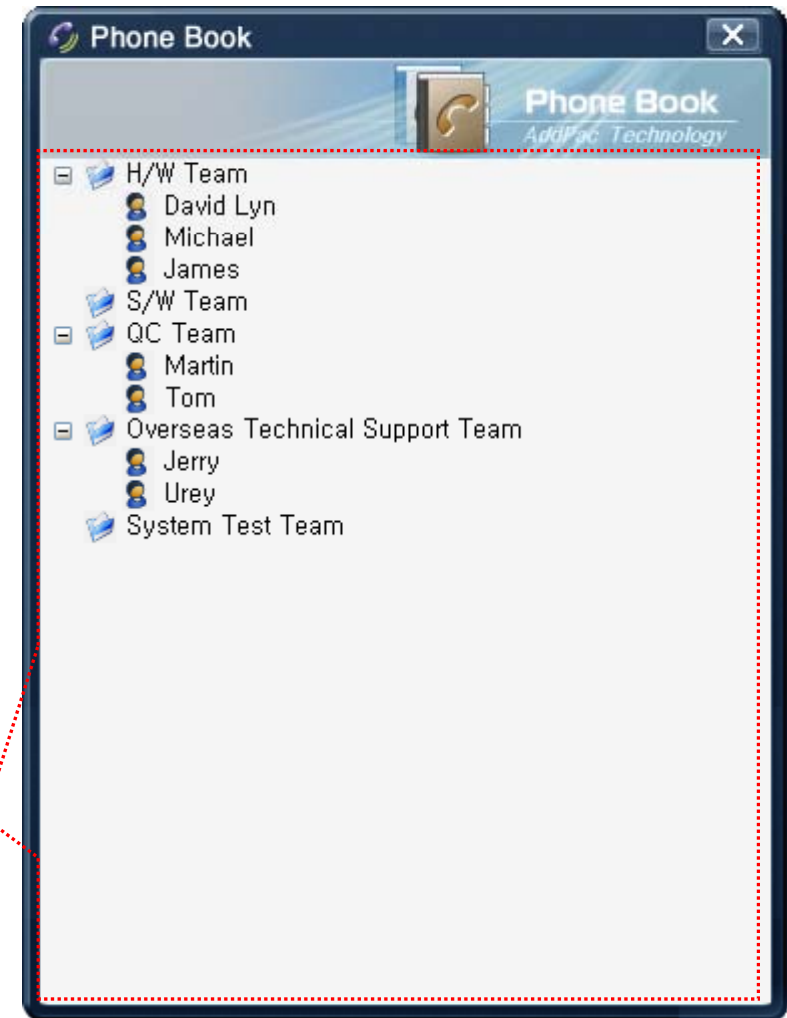 Phone Book
Phone Book
AddPac Technology
H/W Team
David Lyn
Michael
James
S/W Team
QC Team
Martin
Tom
Overseas Technical Support Team
Jerry
Urey
System Test Team